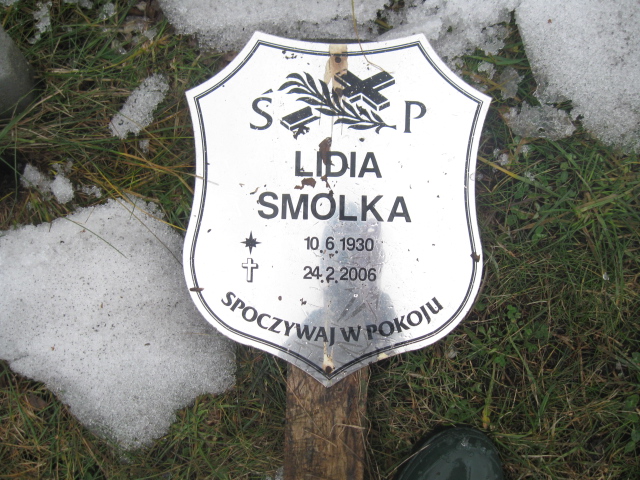 Ś P
LIDIA
SMOLKA
10.6.1930
24.2.2006
SPOCZYWAJ W POKOJU